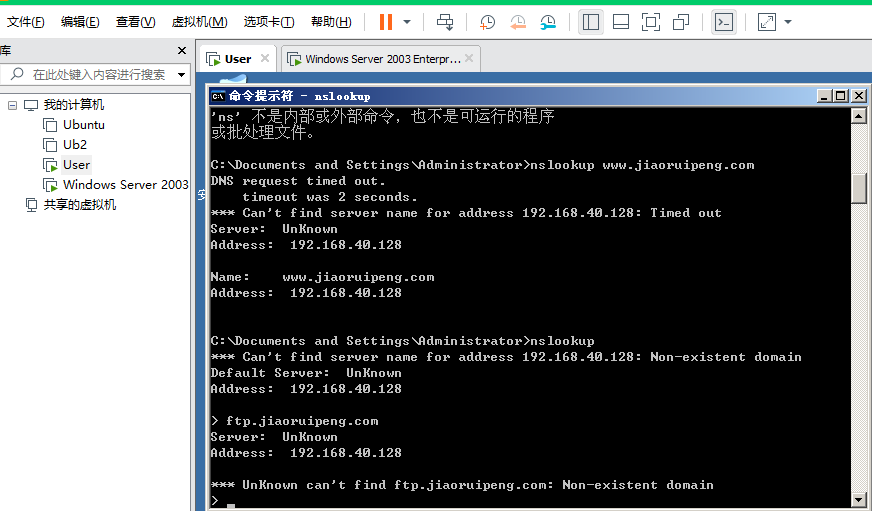 文件(F) 编辑(E) 查看(V) 虚拟机(M) 选项卡(T) 帮助(H)
库
在此处键入内容进行搜索
我的计算机
Ubuntu
Ub2
User
Windows Server 2003
共享的虚拟机
User
Windows Server 2003 Enterpr...
命令提示符 - nslookup
'ns' 不是内部或外部命令，也不是可运行的程序
或批处理文件。
C:\Documents and Settings\Administrator>nslookup www.jiaoruipeng.com
DNS request timed out.
timeout was 2 seconds.
*** Can't find server name for address 192.168.40.128: Timed out
Server: UnKnown
Address: 192.168.40.128
Name: www.jiaoruipeng.com
Address: 192.168.40.128
C:\Documents and Settings\Administrator>nslookup
*** Can't find server name for address 192.168.40.128: Non-existent domain
Default Server: UnKnown
Address: 192.168.40.128
> ftp.jiaoruipeng.com
Server: UnKnown
Address: 192.168.40.128
*** UnKnown can't find ftp.jiaoruipeng.com: Non-existent domain
>